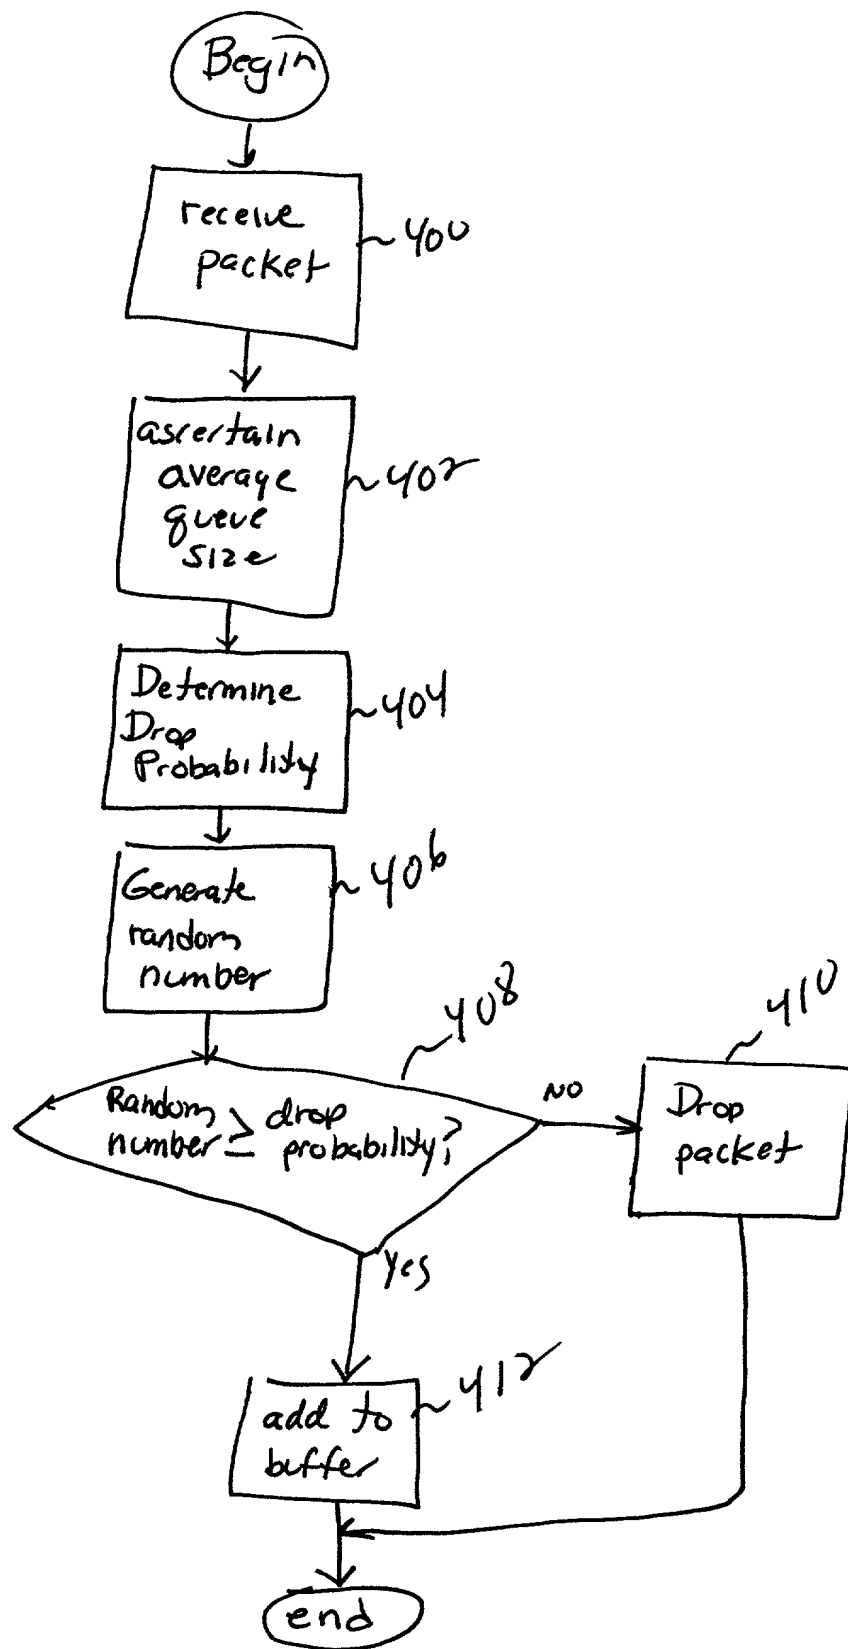 Begin
receive
packet
400
ascertain
average
queue
size
402
Determine
Drop
Probability
404
Generate
random
number
406
408
Random
number ≥ drop
probability?
NO
410
Drop
packet
Yes
412
add to
buffer
end